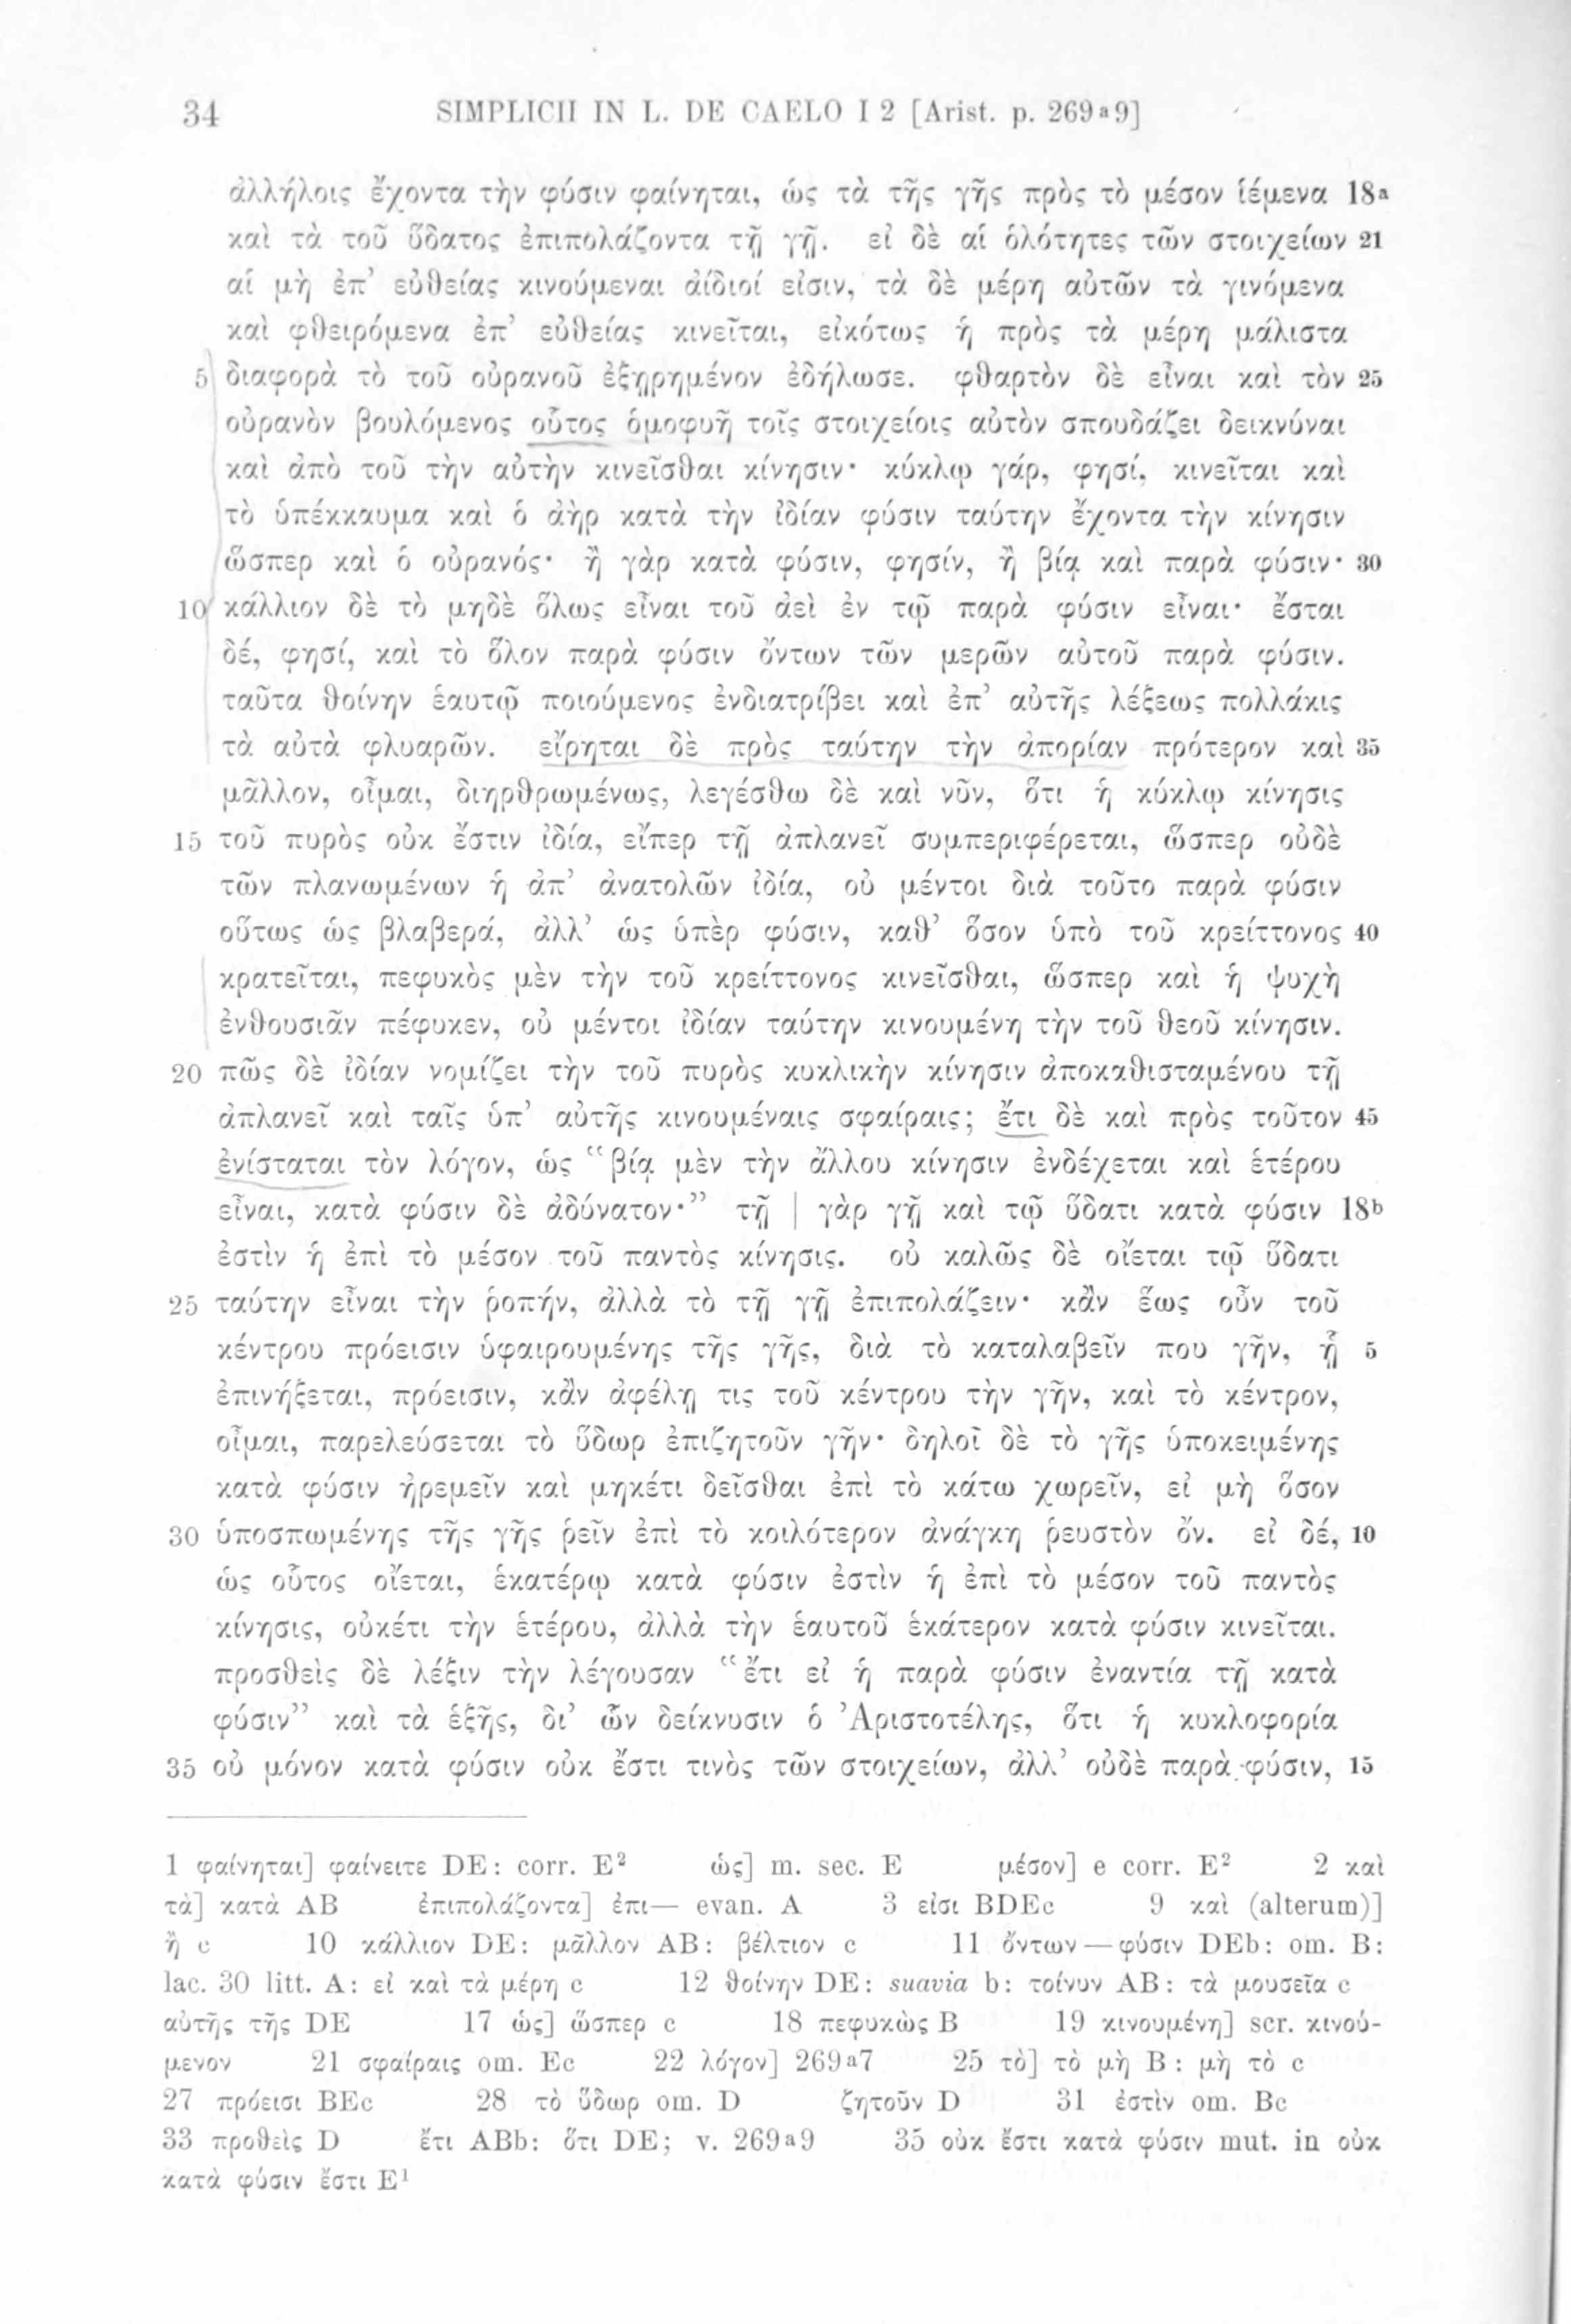 34 SIMPLICII IN L. DE CAELO I 2 [Arist. p. 269ᵃ9]
ἀλλήλοις ἔχοντα τὴν φύσιν φαίνηται, ὡς τὰ τῆς γῆς πρὸς τὸ μέσον ἱέμενα 18ᵃ
καὶ τὰ τοῦ ὕδατος ἐπιπολάζοντα τῇ γῇ. εἰ δὲ αἱ ὁλότητες τῶν στοιχείων 21
αἱ μὴ ἐπ’ εὐθείας κινούμεναι ἀίδιοί εἰσιν, τὰ δὲ μέρη αὐτῶν τὰ γινόμενα
καὶ φθειρόμενα ἐπ’ εὐθείας κινεῖται, εἰκότως ἡ πρὸς τὰ μέρη μάλιστα
5 διαφορὰ τὸ τοῦ οὐρανοῦ ἐξῃρημένον ἐδήλωσε. φθαρτὸν δὲ εἶναι καὶ τὸν 25
οὐρανὸν βουλόμενος οὗτος ὁμοφυῆ τοῖς στοιχείοις αὐτὸν σπουδάζει δεικνύναι
καὶ ἀπὸ τοῦ τὴν αὐτὴν κινεῖσθαι κίνησιν· κύκλῳ γάρ, φησί, κινεῖται καὶ
τὸ ὑπέκκαυμα καὶ ὁ ἀὴρ κατὰ τὴν ἰδίαν φύσιν ταύτην ἔχοντα τὴν κίνησιν
ὥσπερ καὶ ὁ οὐρανός· ἢ γὰρ κατὰ φύσιν, φησίν, ἢ βίᾳ καὶ παρὰ φύσιν· 30
10 κάλλιον δὲ τὸ μηδὲ ὅλως εἶναι τοῦ ἀεὶ ἐν τῷ παρὰ φύσιν εἶναι· ἔσται
δέ, φησί, καὶ τὸ ὅλον παρὰ φύσιν ὄντων τῶν μερῶν αὐτοῦ παρὰ φύσιν.
ταῦτα θοίνην ἑαυτῷ ποιούμενος ἐνδιατρίβει καὶ ἐπ’ αὐτῆς λέξεως πολλάκις
τὰ αὐτὰ φλυαρῶν. εἴρηται δὲ πρὸς ταύτην τὴν ἀπορίαν πρότερον καὶ 35
μᾶλλον, οἶμαι, διηρθρωμένως, λεγέσθω δὲ καὶ νῦν, ὅτι ἡ κύκλῳ κίνησις
15 τοῦ πυρὸς οὐκ ἔστιν ἰδία, εἴπερ τῇ ἀπλανεῖ συμπεριφέρεται, ὥσπερ οὐδὲ
τῶν πλανωμένων ἡ ἀπ’ ἀνατολῶν ἰδία, οὐ μέντοι διὰ τοῦτο παρὰ φύσιν
οὕτως ὡς βλαβερά, ἀλλ’ ὡς ὑπὲρ φύσιν, καθ’ ὅσον ὑπὸ τοῦ κρείττονος 40
κρατεῖται, πεφυκὸς μὲν τὴν τοῦ κρείττονος κινεῖσθαι, ὥσπερ καὶ ἡ ψυχὴ
ἐνθουσιᾶν πέφυκεν, οὐ μέντοι ἰδίαν ταύτην κινουμένη τὴν τοῦ θεοῦ κίνησιν.
20 πῶς δὲ ἰδίαν νομίζει τὴν τοῦ πυρὸς κυκλικὴν κίνησιν ἀποκαθισταμένου τῇ
ἀπλανεῖ καὶ ταῖς ὑπ’ αὐτῆς κινουμέναις σφαίραις; ἔτι δὲ καὶ πρὸς τοῦτον 45
ἐνίσταται τὸν λόγον, ὡς “βίᾳ μὲν τὴν ἄλλου κίνησιν ἐνδέχεται καὶ ἑτέρου
εἶναι, κατὰ φύσιν δὲ ἀδύνατον·” τῇ | γὰρ γῇ καὶ τῷ ὕδατι κατὰ φύσιν 18ᵇ
ἐστὶν ἡ ἐπὶ τὸ μέσον τοῦ παντὸς κίνησις. οὐ καλῶς δὲ οἴεται τῷ ὕδατι
25 ταύτην εἶναι τὴν ῥοπήν, ἀλλὰ τὸ τῇ γῇ ἐπιπολάζειν· κἂν ἕως οὖν τοῦ
κέντρου πρόεισιν ὑφαιρουμένης τῆς γῆς, διὰ τὸ καταλαβεῖν που γῆν, ᾗ 5
ἐπινήξεται, πρόεισιν, κἂν ἀφέλῃ τις τοῦ κέντρου τὴν γῆν, καὶ τὸ κέντρον,
οἶμαι, παρελεύσεται τὸ ὕδωρ ἐπιζητοῦν γῆν· δηλοῖ δὲ τὸ γῆς ὑποκειμένης
κατὰ φύσιν ἠρεμεῖν καὶ μηκέτι δεῖσθαι ἐπὶ τὸ κάτω χωρεῖν, εἰ μὴ ὅσον
30 ὑποσπωμένης τῆς γῆς ῥεῖν ἐπὶ τὸ κοιλότερον ἀνάγκη ῥευστὸν ὄν. εἰ δέ, 10
ὡς οὗτος οἴεται, ἑκατέρῳ κατὰ φύσιν ἐστὶν ἡ ἐπὶ τὸ μέσον τοῦ παντὸς
κίνησις, οὐκέτι τὴν ἑτέρου, ἀλλὰ τὴν ἑαυτοῦ ἑκάτερον κατὰ φύσιν κινεῖται.
προσθεὶς δὲ λέξιν τὴν λέγουσαν “ἔτι εἰ ἡ παρὰ φύσιν ἐναντία τῇ κατὰ
φύσιν” καὶ τὰ ἑξῆς, δι’ ὧν δείκνυσιν ὁ Ἀριστοτέλης, ὅτι ἡ κυκλοφορία
35 οὐ μόνον κατὰ φύσιν οὐκ ἔστι τινὸς τῶν στοιχείων, ἀλλ’ οὐδὲ παρὰ φύσιν, 15
1 φαίνηται] φαίνειτε DE: corr. E² ὡς] m. sec. E μέσον] e corr. E² 2 καὶ
τὰ] κατὰ AB ἐπιπολάζοντα] ἐπι— evan. A 3 εἰσι BDEc 9 καὶ (alterum)]
ἢ c 10 κάλλιον DE: μᾶλλον AB: βέλτιον c 11 ὄντων — φύσιν DEb: om. B:
lac. 30 litt. A: εἰ καὶ τὰ μέρη c 12 θοίνην DE: suavia b: τοίνυν AB: τὰ μουσεῖα c
αὐτῆς τῆς DE 17 ὡς] ὥσπερ c 18 πεφυκὼς B 19 κινουμένη] scr. κινού-
μενον 21 σφαίραις om. Ec 22 λόγον] 269ᵃ7 25 τὸ] τὸ μὴ B: μὴ τὸ c
27 πρόεισι BEc 28 τὸ ὕδωρ om. D ζητοῦν D 31 ἐστὶν om. Bc
33 προθεὶς D ἔτι ABb: ὅτι DE; v. 269ᵃ9 35 οὐκ ἔστι κατὰ φύσιν mut. in οὐκ
κατὰ φύσιν ἔστι E¹